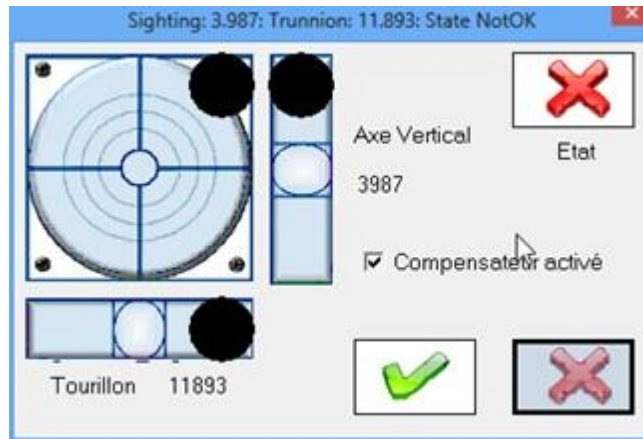 Sighting: 3.987: Trunnion: 11.893: State NotOK
Axe Vertical
3987
Etat
Compensateur activé
Tourillon 11893